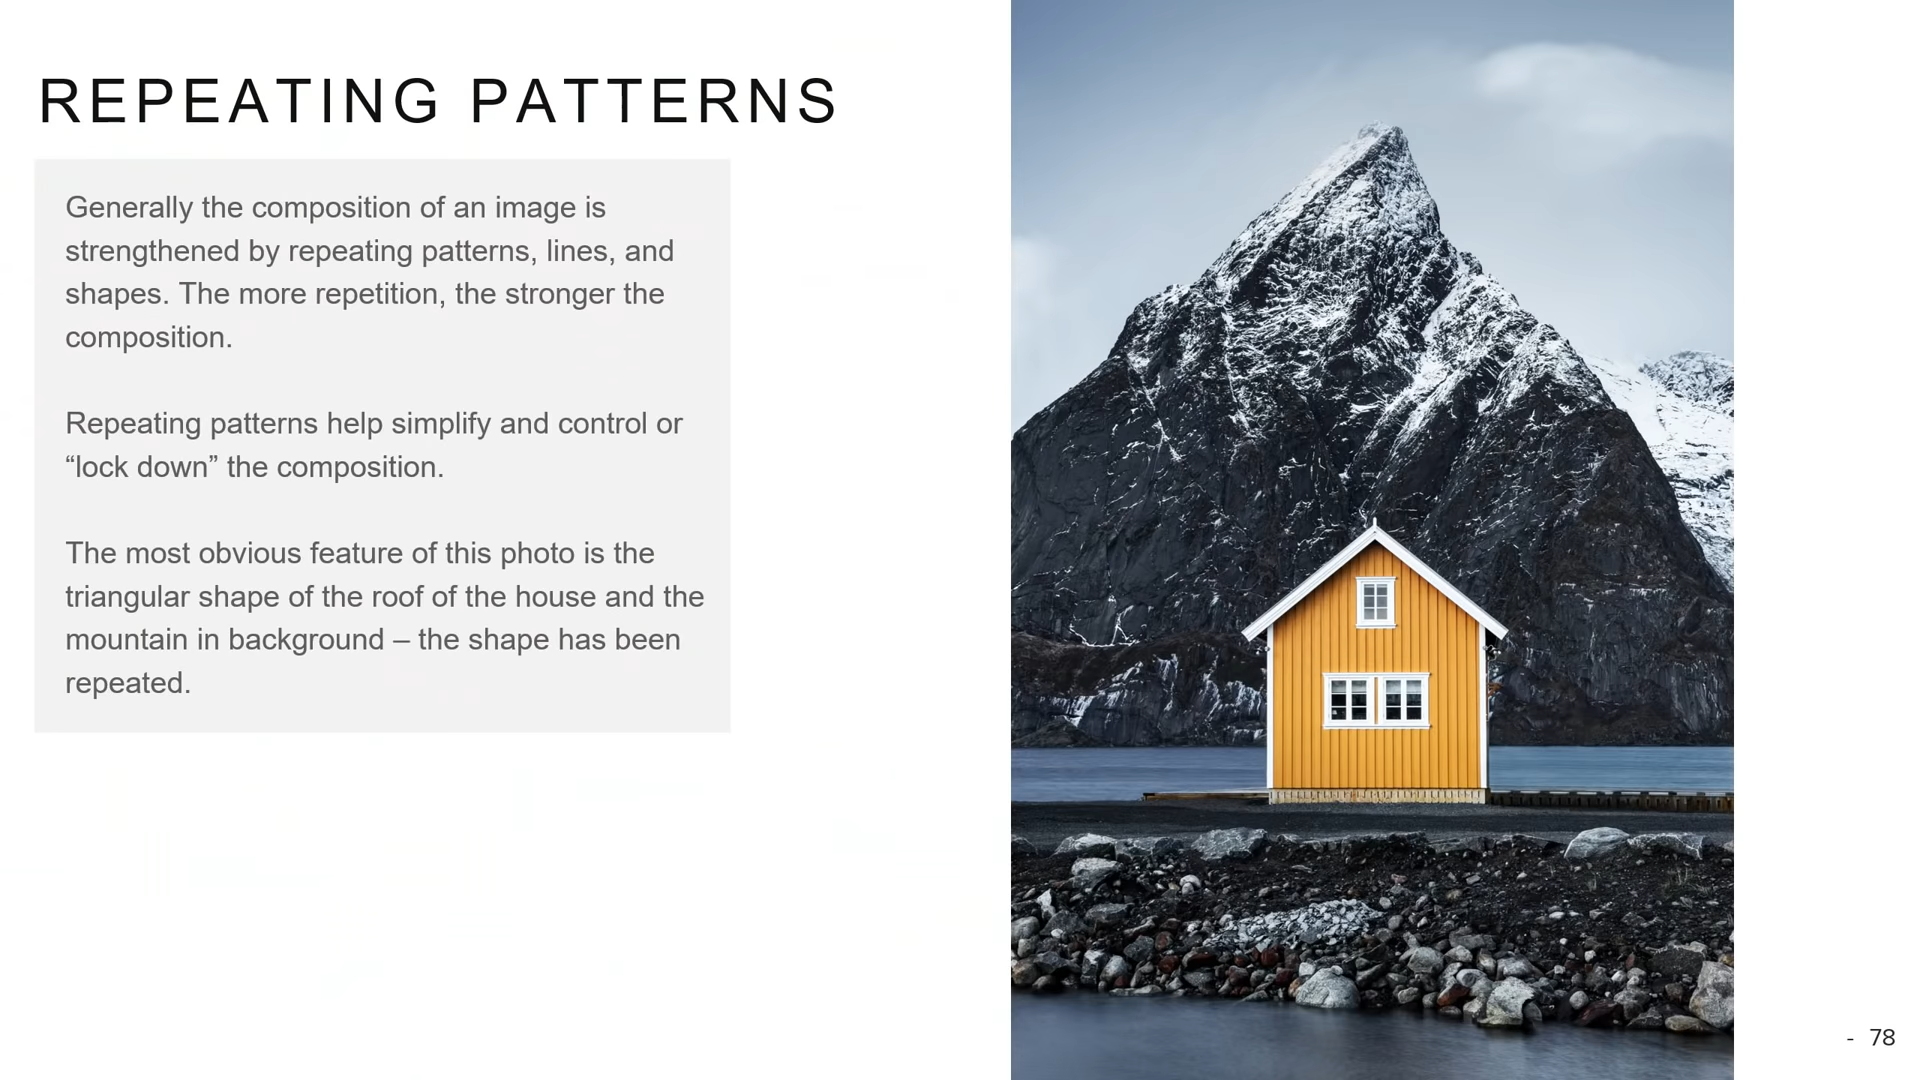 REPEATING PATTERNS
Generally the composition of an image is
strengthened by repeating patterns, lines, and
shapes. The more repetition, the stronger the
composition.
Repeating patterns help simplify and control or
“lock down” the composition.
The most obvious feature of this photo is the
triangular shape of the roof of the house and the
mountain in background – the shape has been
repeated.
- 78